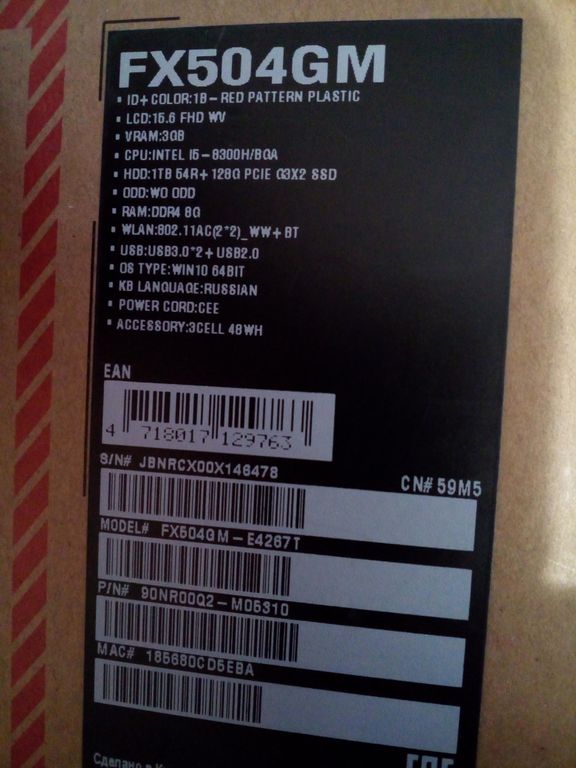 FX504GM
▪ ID+ COLOR:1B – RED PATTERN PLASTIC
▪ LCD:15.6 FHD WV
▪ VRAM:3GB
▪ CPU:INTEL I5-8300H/BGA
▪ HDD:1TB 54R+ 128G PCIE G3X2 SSD
▪ ODD:WO ODD
▪ RAM:DDR4 8G
▪ WLAN:802.11AC(2*2)_WW+BT
▪ USB:USB3.0*2+USB2.0
▪ OS TYPE:WIN10 64BIT
▪ KB LANGUAGE:RUSSIAN
▪ POWER CORD:CEE
▪ ACCESSORY:3CELL 48WH
EAN
4 718017 129763
S/N# JBNRCX00X146478
CN# 59M5
MODEL# FX504GM-E4267T
P/N# 90NR00Q2-M05310
MAC# 185680CD5EBA
Сделано в